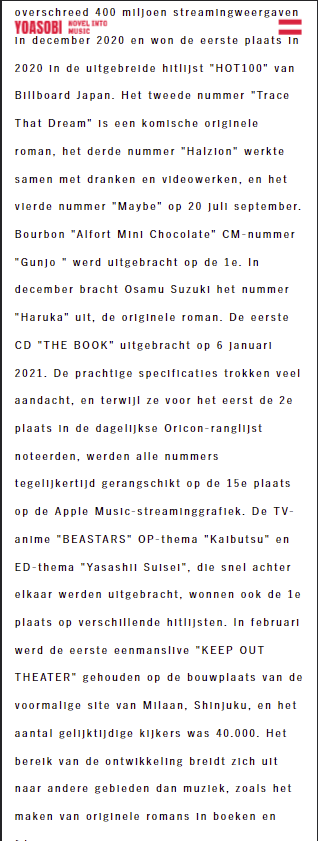 overschreed 400 miljoen streamingweergaven
YOASOBI NOVEL INTO
MUSIC
in december 2020 en won de eerste plaats in
2020 in de uitgebreide hitlijst "HOT100" van
Billboard Japan. Het tweede nummer "Trace
That Dream" is een komische originele
roman, het derde nummer "Halzion" werkte
samen met dranken en videowerken, en het
vierde nummer "Maybe" op 20 juli september.
Bourbon "Alfort Mini Chocolate" CM-nummer
"Gunjo " werd uitgebracht op de 1e. In
december bracht Osamu Suzuki het nummer
"Haruka" uit, de originele roman. De eerste
CD "THE BOOK" uitgebracht op 6 januari
2021. De prachtige specificaties trokken veel
aandacht, en terwijl ze voor het eerst de 2e
plaats in de dagelijkse Oricon-ranglijst
noteerden, werden alle nummers
tegelijkertijd gerangschikt op de 15e plaats
op de Apple Music-streaminggrafiek. De TV-
anime "BEASTARS" OP-thema "Kaibutsu" en
ED-thema "Yasashii Suisei", die snel achter
elkaar werden uitgebracht, wonnen ook de 1e
plaats op verschillende hitlijsten. In februari
werd de eerste eenmanslive "KEEP OUT
THEATER" gehouden op de bouwplaats van de
voormalige site van Milaan, Shinjuku, en het
aantal gelijktijdige kijkers was 40.000. Het
bereik van de ontwikkeling breidt zich uit
naar andere gebieden dan muziek, zoals het
maken van originele romans in boeken en